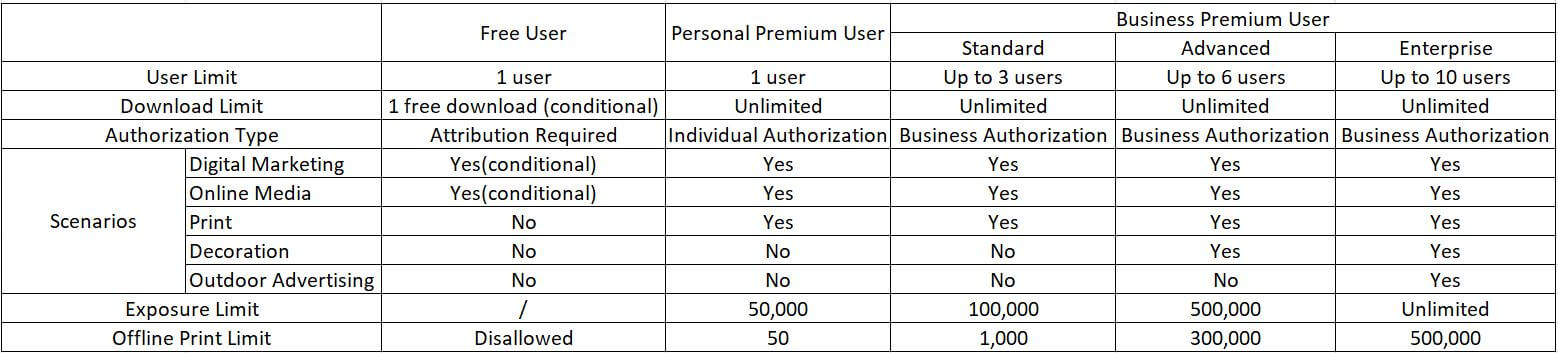 Free User Personal Premium User Business Premium User
Standard Advanced Enterprise
User Limit 1 user 1 user Up to 3 users Up to 6 users Up to 10 users
Download Limit 1 free download (conditional) Unlimited Unlimited Unlimited Unlimited
Authorization Type Attribution Required Individual Authorization Business Authorization Business Authorization Business Authorization
Scenarios
Digital Marketing Yes(conditional) Yes Yes Yes Yes
Online Media Yes(conditional) Yes Yes Yes Yes
Print No Yes Yes Yes Yes
Decoration No No No Yes Yes
Outdoor Advertising No No No No Yes
Exposure Limit / 50,000 100,000 500,000 Unlimited
Offline Print Limit Disallowed 50 1,000 300,000 500,000